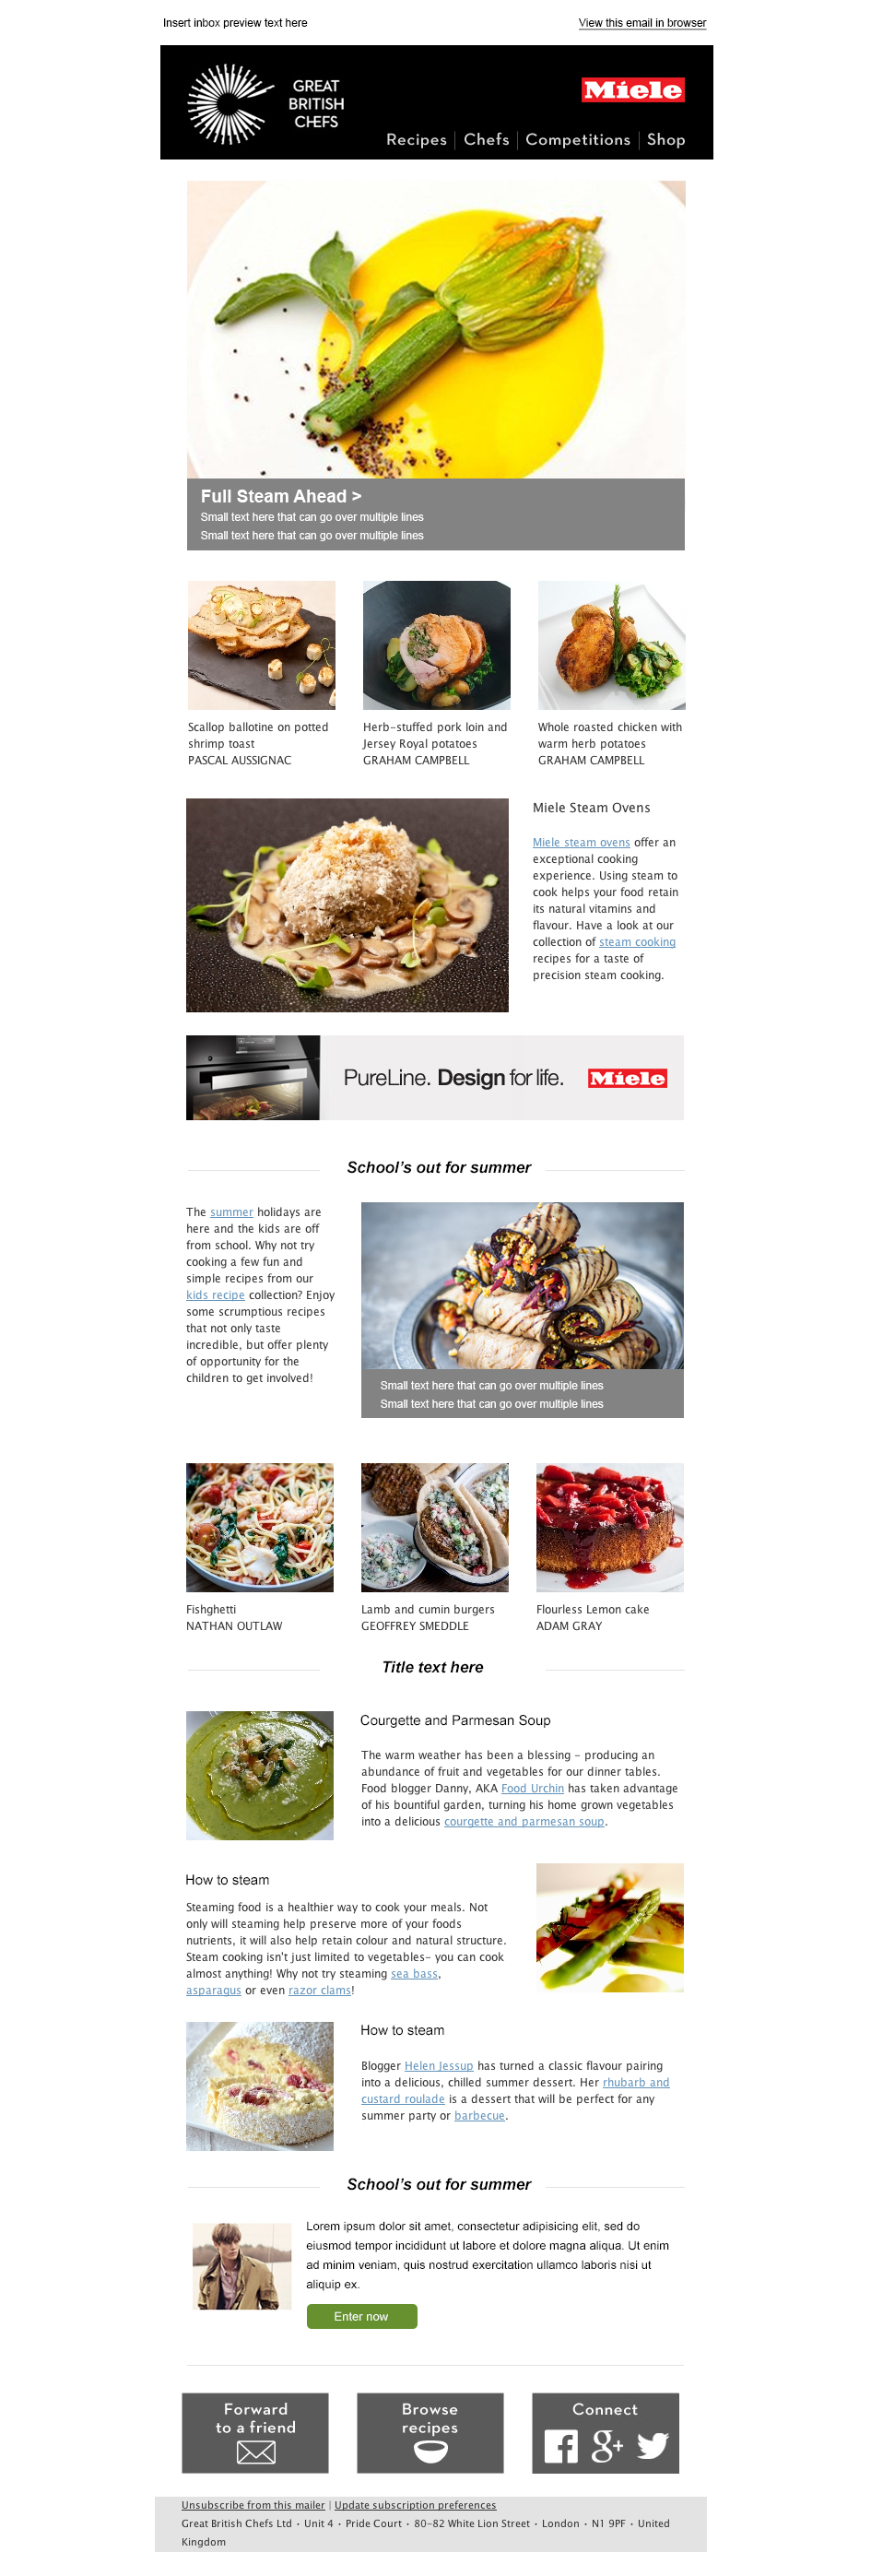 Insert inbox preview text here
View this email in browser
GREAT
BRITISH
CHEFS
Miele
Recipes | Chefs | Competitions | Shop
Full Steam Ahead >
Small text here that can go over multiple lines
Small text here that can go over multiple lines
Scallop ballotine on potted
shrimp toast
PASCAL AUSSIGNAC
Herb-stuffed pork loin and
Jersey Royal potatoes
GRAHAM CAMPBELL
Whole roasted chicken with
warm herb potatoes
GRAHAM CAMPBELL
Miele Steam Ovens
Miele steam ovens offer an
exceptional cooking
experience. Using steam to
cook helps your food retain
its natural vitamins and
flavour. Have a look at our
collection of steam cooking
recipes for a taste of
precision steam cooking.
PureLine. Design for life.
Miele
School's out for summer
The summer holidays are
here and the kids are off
from school. Why not try
cooking a few fun and
simple recipes from our
kids recipe collection? Enjoy
some scrumptious recipes
that not only taste
incredible, but offer plenty
of opportunity for the
children to get involved!
Small text here that can go over multiple lines
Small text here that can go over multiple lines
Fishghetti
NATHAN OUTLAW
Lamb and cumin burgers
GEOFFREY SMEDDLE
Flourless Lemon cake
ADAM GRAY
Title text here
Courgette and Parmesan Soup
The warm weather has been a blessing - producing an
abundance of fruit and vegetables for our dinner tables.
Food blogger Danny, AKA Food Urchin has taken advantage
of his bountiful garden, turning his home grown vegetables
into a delicious courgette and parmesan soup.
How to steam
Steaming food is a healthier way to cook your meals. Not
only will steaming help preserve more of your foods
nutrients, it will also help retain colour and natural structure.
Steam cooking isn't just limited to vegetables- you can cook
almost anything! Why not try steaming sea bass,
asparagus or even razor clams!
How to steam
Blogger Helen Jessup has turned a classic flavour pairing
into a delicious, chilled summer dessert. Her rhubarb and
custard roulade is a dessert that will be perfect for any
summer party or barbecue.
School's out for summer
Lorem ipsum dolor sit amet, consectetur adipisicing elit, sed do
eiusmod tempor incididunt ut labore et dolore magna aliqua. Ut enim
ad minim veniam, quis nostrud exercitation ullamco laboris nisi ut
aliquip ex.
Enter now
Forward
to a friend
Browse
recipes
Connect
Unsubscribe from this mailer | Update subscription preferences
Great British Chefs Ltd • Unit 4 • Pride Court • 80-82 White Lion Street • London • N1 9PF • United
Kingdom